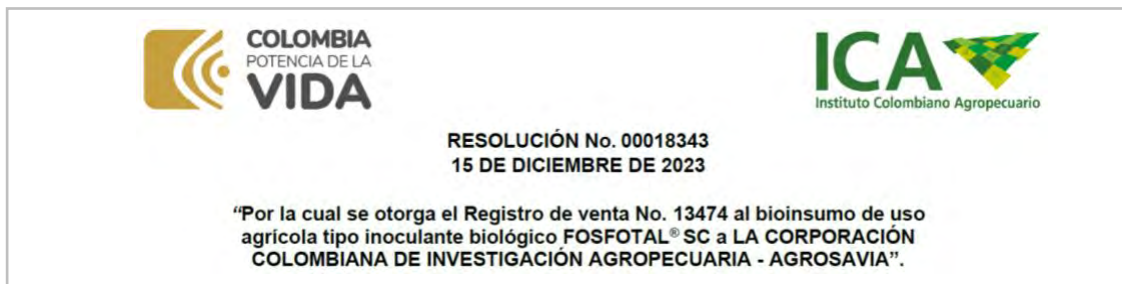 COLOMBIA
POTENCIA DE LA
VIDA
ICA
Instituto Colombiano Agropecuario
RESOLUCIÓN No. 00018343
15 DE DICIEMBRE DE 2023
“Por la cual se otorga el Registro de venta No. 13474 al bioinsumo de uso
agrícola tipo inoculante biológico FOSFOTAL® SC a LA CORPORACIÓN
COLOMBIANA DE INVESTIGACIÓN AGROPECUARIA - AGROSAVIA”.